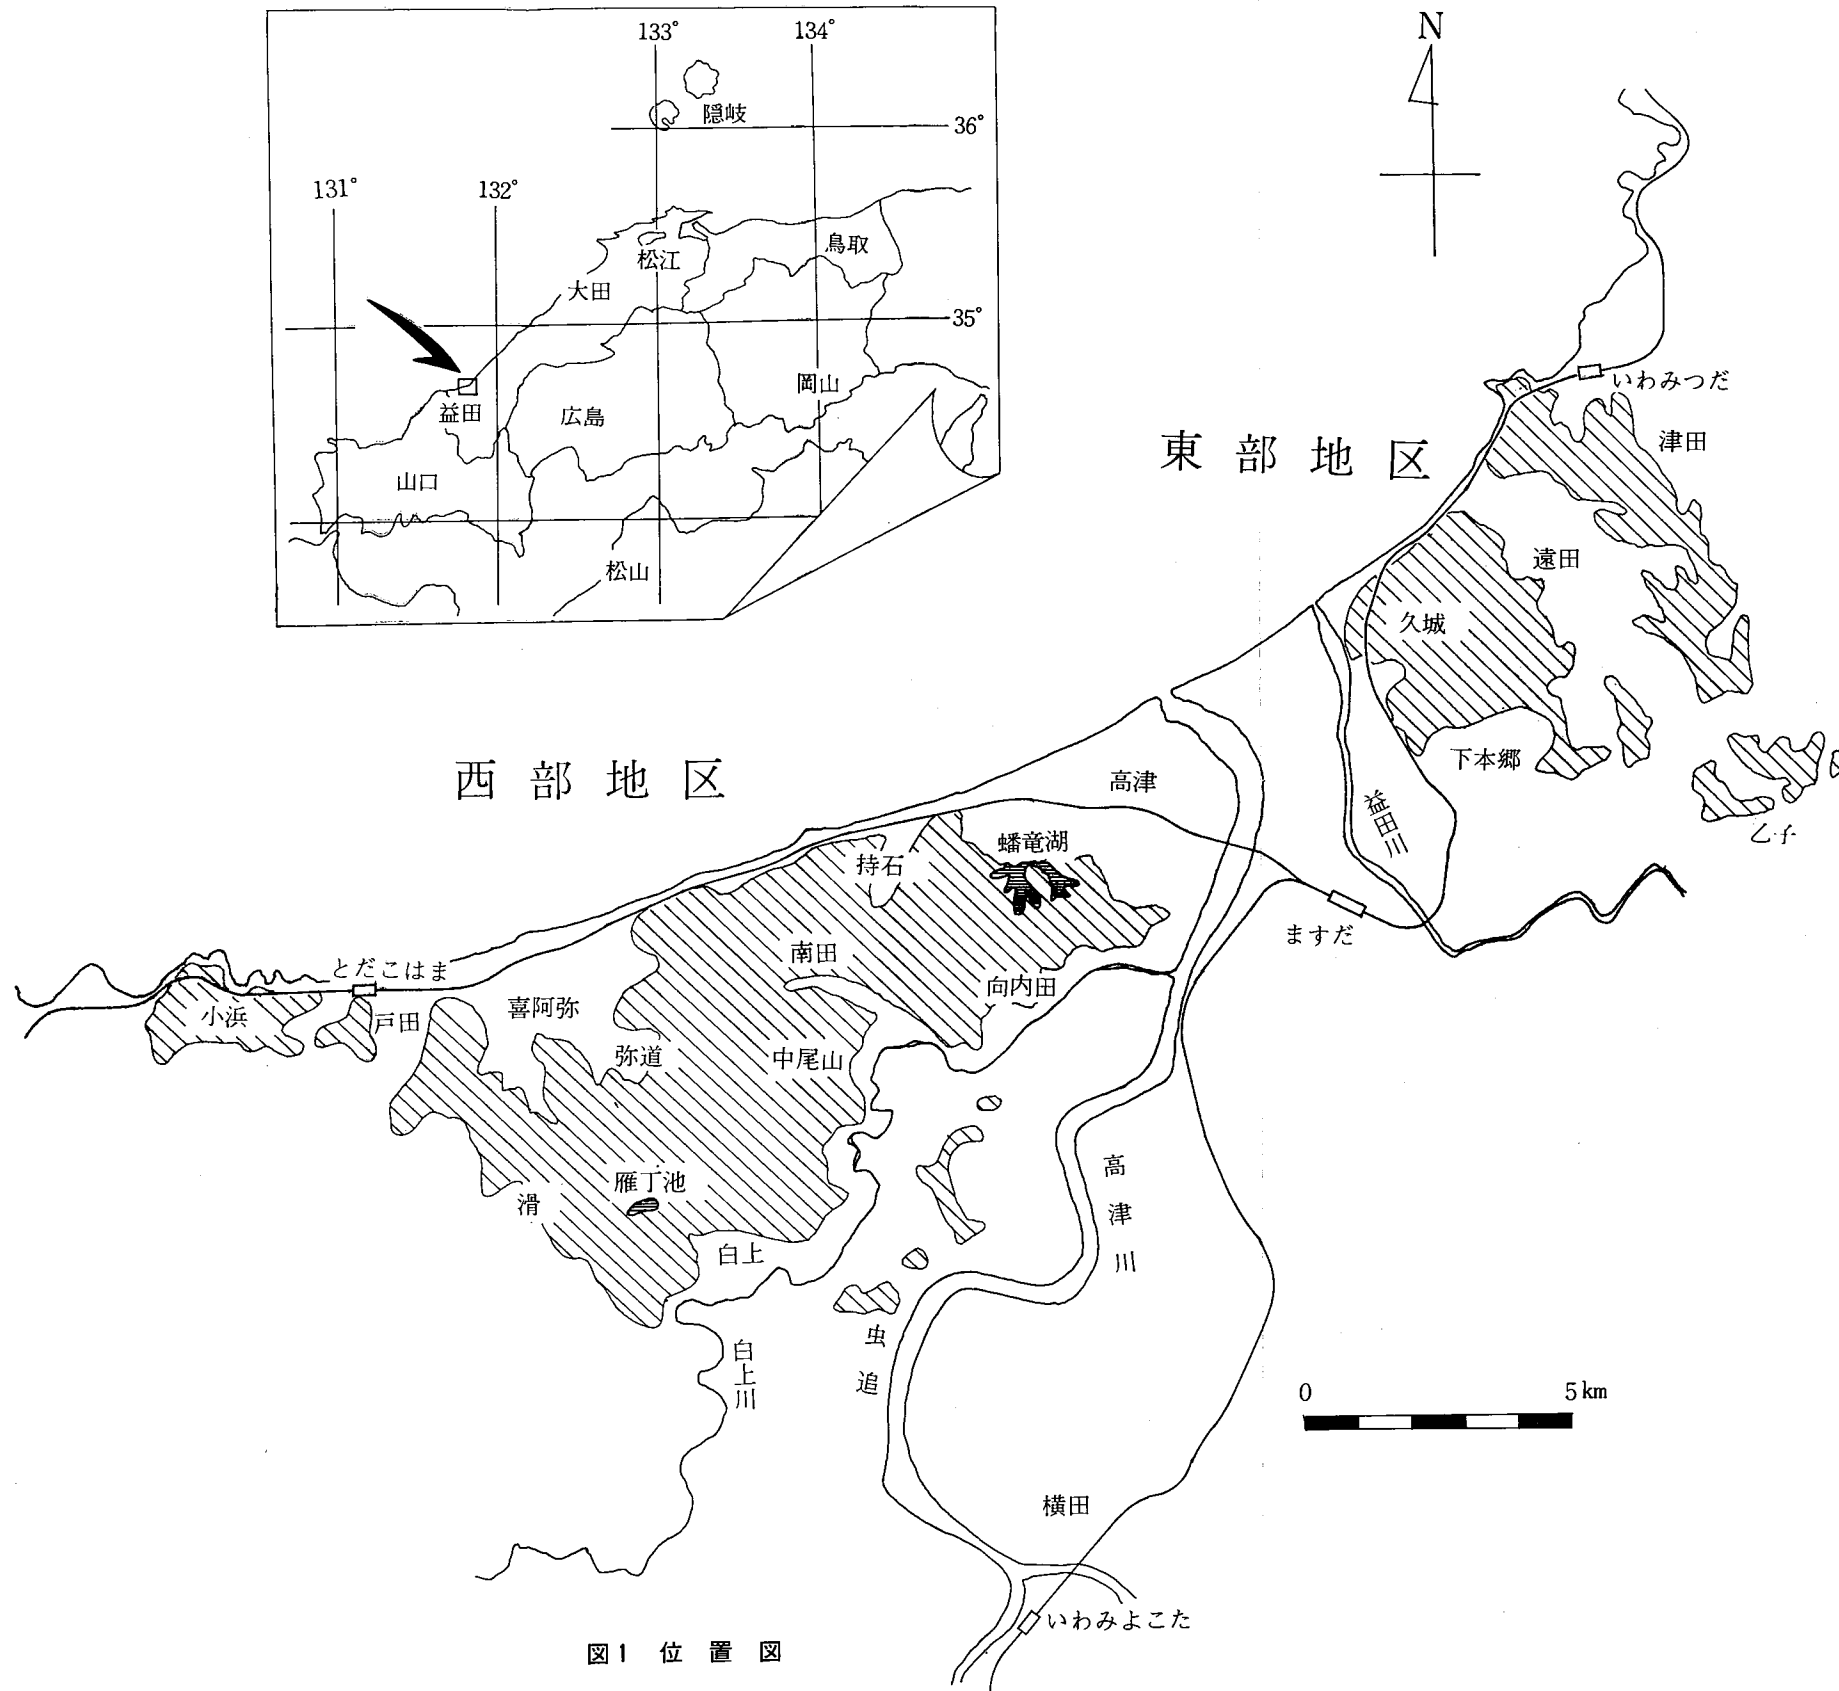 133°
134°
N
隠岐
36°
131°
132°
鳥取
松江
大田
35°
岡山
益田
広島
山口
松山
いわみつだ
東部地区
津田
遠田
久城
下本郷
益田川
乙子
西部地区
高津
蟠竜湖
持石
ますだ
南田
とだこはま
向内田
喜阿弥
小浜
戸田
弥道
中尾山
高津川
雁丁池
滑
白上
虫追
白上川
0
5km
横田
いわみよこた
図1 位置図